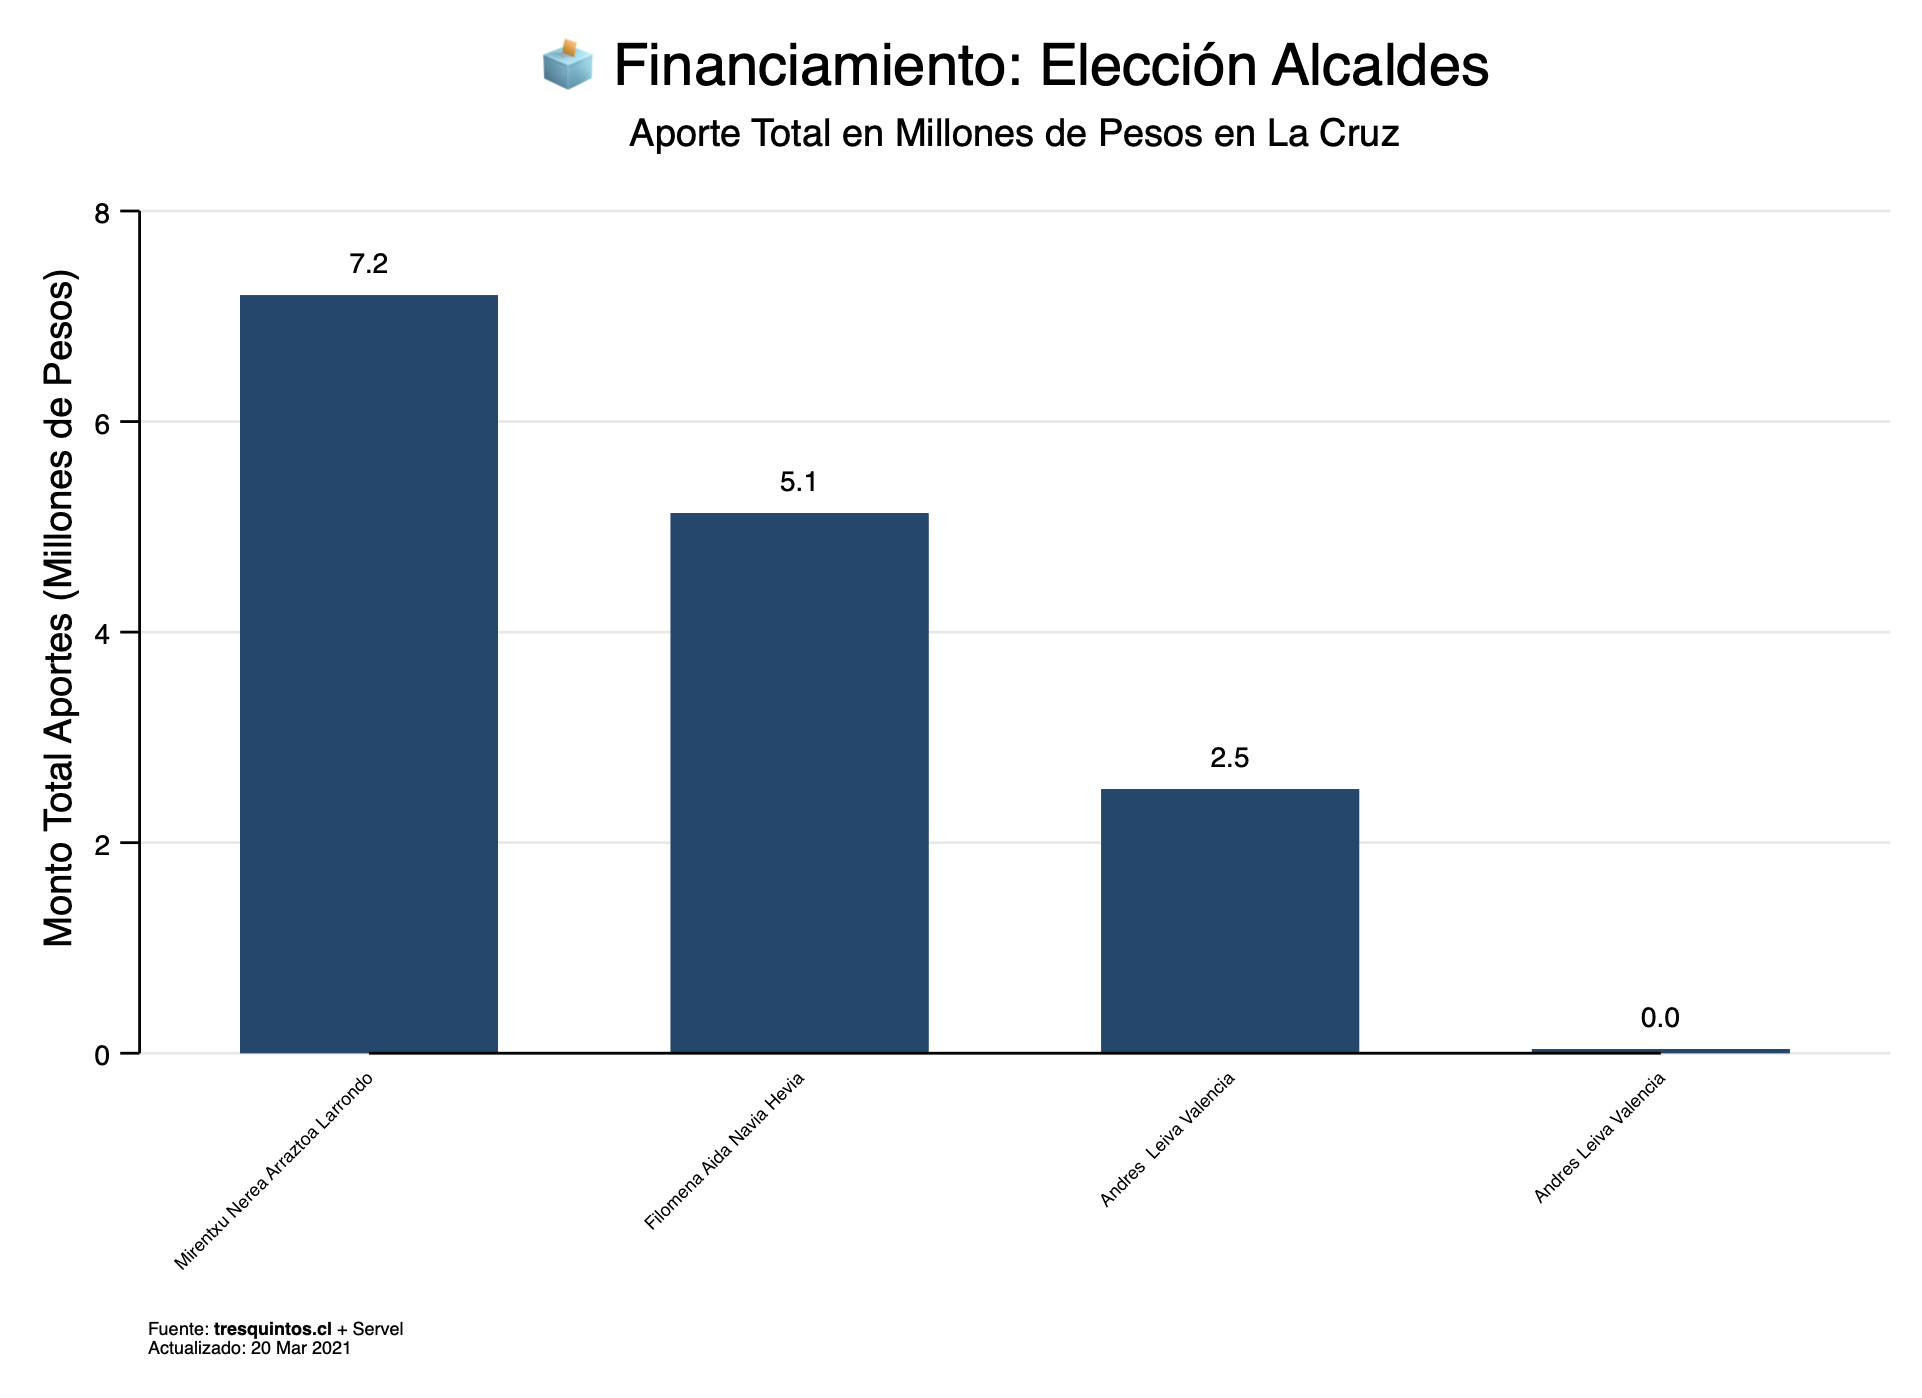 Financiamiento: Elección Alcaldes
Aporte Total en Millones de Pesos en La Cruz
Monto Total Aportes (Millones de Pesos)
8
6
4
2
0
7.2
5.1
2.5
0.0
Mirentxu Nerea Arraztoa Larrondo
Filomena Aida Navia Hevia
Andres  Leiva Valencia
Andres Leiva Valencia
Fuente: tresquintos.cl + Servel
Actualizado: 20 Mar 2021